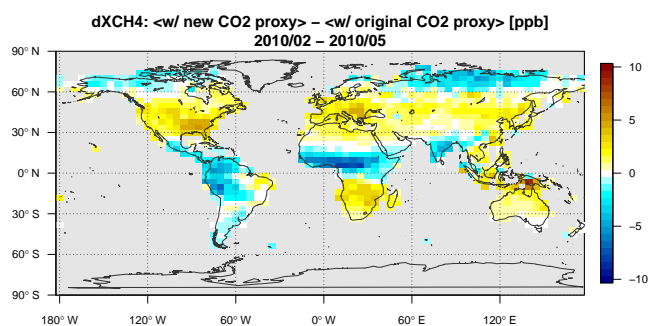 dXCH4: <w/ new CO2 proxy> − <w/ original CO2 proxy> [ppb]
2010/02 − 2010/05
90° N
60° N
30° N
0° N
30° S
60° S
90° S
180° W
120° W
60° W
0° W
60° E
120° E
10
5
0
−5
−10